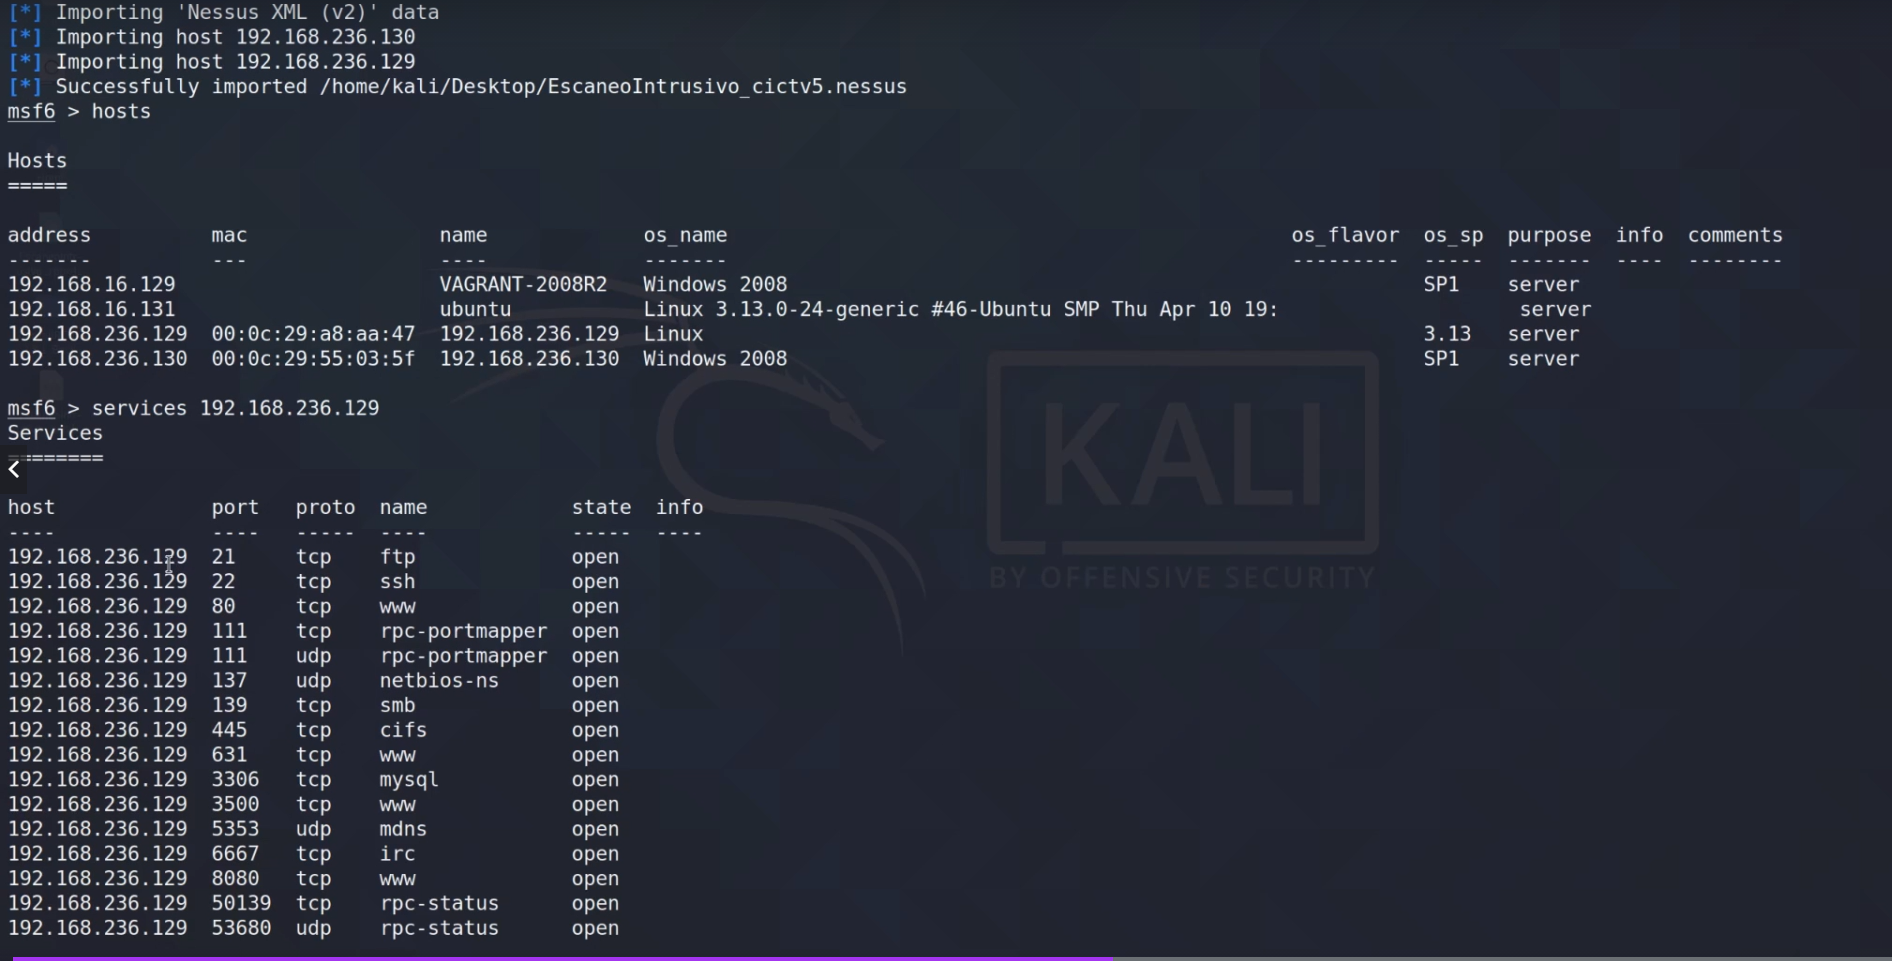 [*] Importing 'Nessus XML (v2)' data
[*] Importing host 192.168.236.130
[*] Importing host 192.168.236.129
[*] Successfully imported /home/kali/Desktop/EscaneoIntrusivo_cictv5.nessus
msf6 > hosts
Hosts
=====
address mac name os_name os_flavor os_sp purpose info comments
------- --- ---- ------- --------- ----- ------- ---- --------
192.168.16.129 VAGRANT-2008R2 Windows 2008 SP1 server
192.168.16.131 ubuntu Linux 3.13.0-24-generic #46-Ubuntu SMP Thu Apr 10 19: server
192.168.236.129 00:0c:29:a8:aa:47 192.168.236.129 Linux 3.13 server
192.168.236.130 00:0c:29:55:03:5f 192.168.236.130 Windows 2008 SP1 server
msf6 > services 192.168.236.129
Services
========
host port proto name state info
---- ---- ----- ---- ----- ----
192.168.236.129 21 tcp ftp open
192.168.236.129 22 tcp ssh open
192.168.236.129 80 tcp www open
192.168.236.129 111 tcp rpc-portmapper open
192.168.236.129 111 udp rpc-portmapper open
192.168.236.129 137 udp netbios-ns open
192.168.236.129 139 tcp smb open
192.168.236.129 445 tcp cifs open
192.168.236.129 631 tcp www open
192.168.236.129 3306 tcp mysql open
192.168.236.129 3500 tcp www open
192.168.236.129 5353 udp mdns open
192.168.236.129 6667 tcp irc open
192.168.236.129 8080 tcp www open
192.168.236.129 50139 tcp rpc-status open
192.168.236.129 53680 udp rpc-status open
KALI
BY OFFENSIVE SECURITY